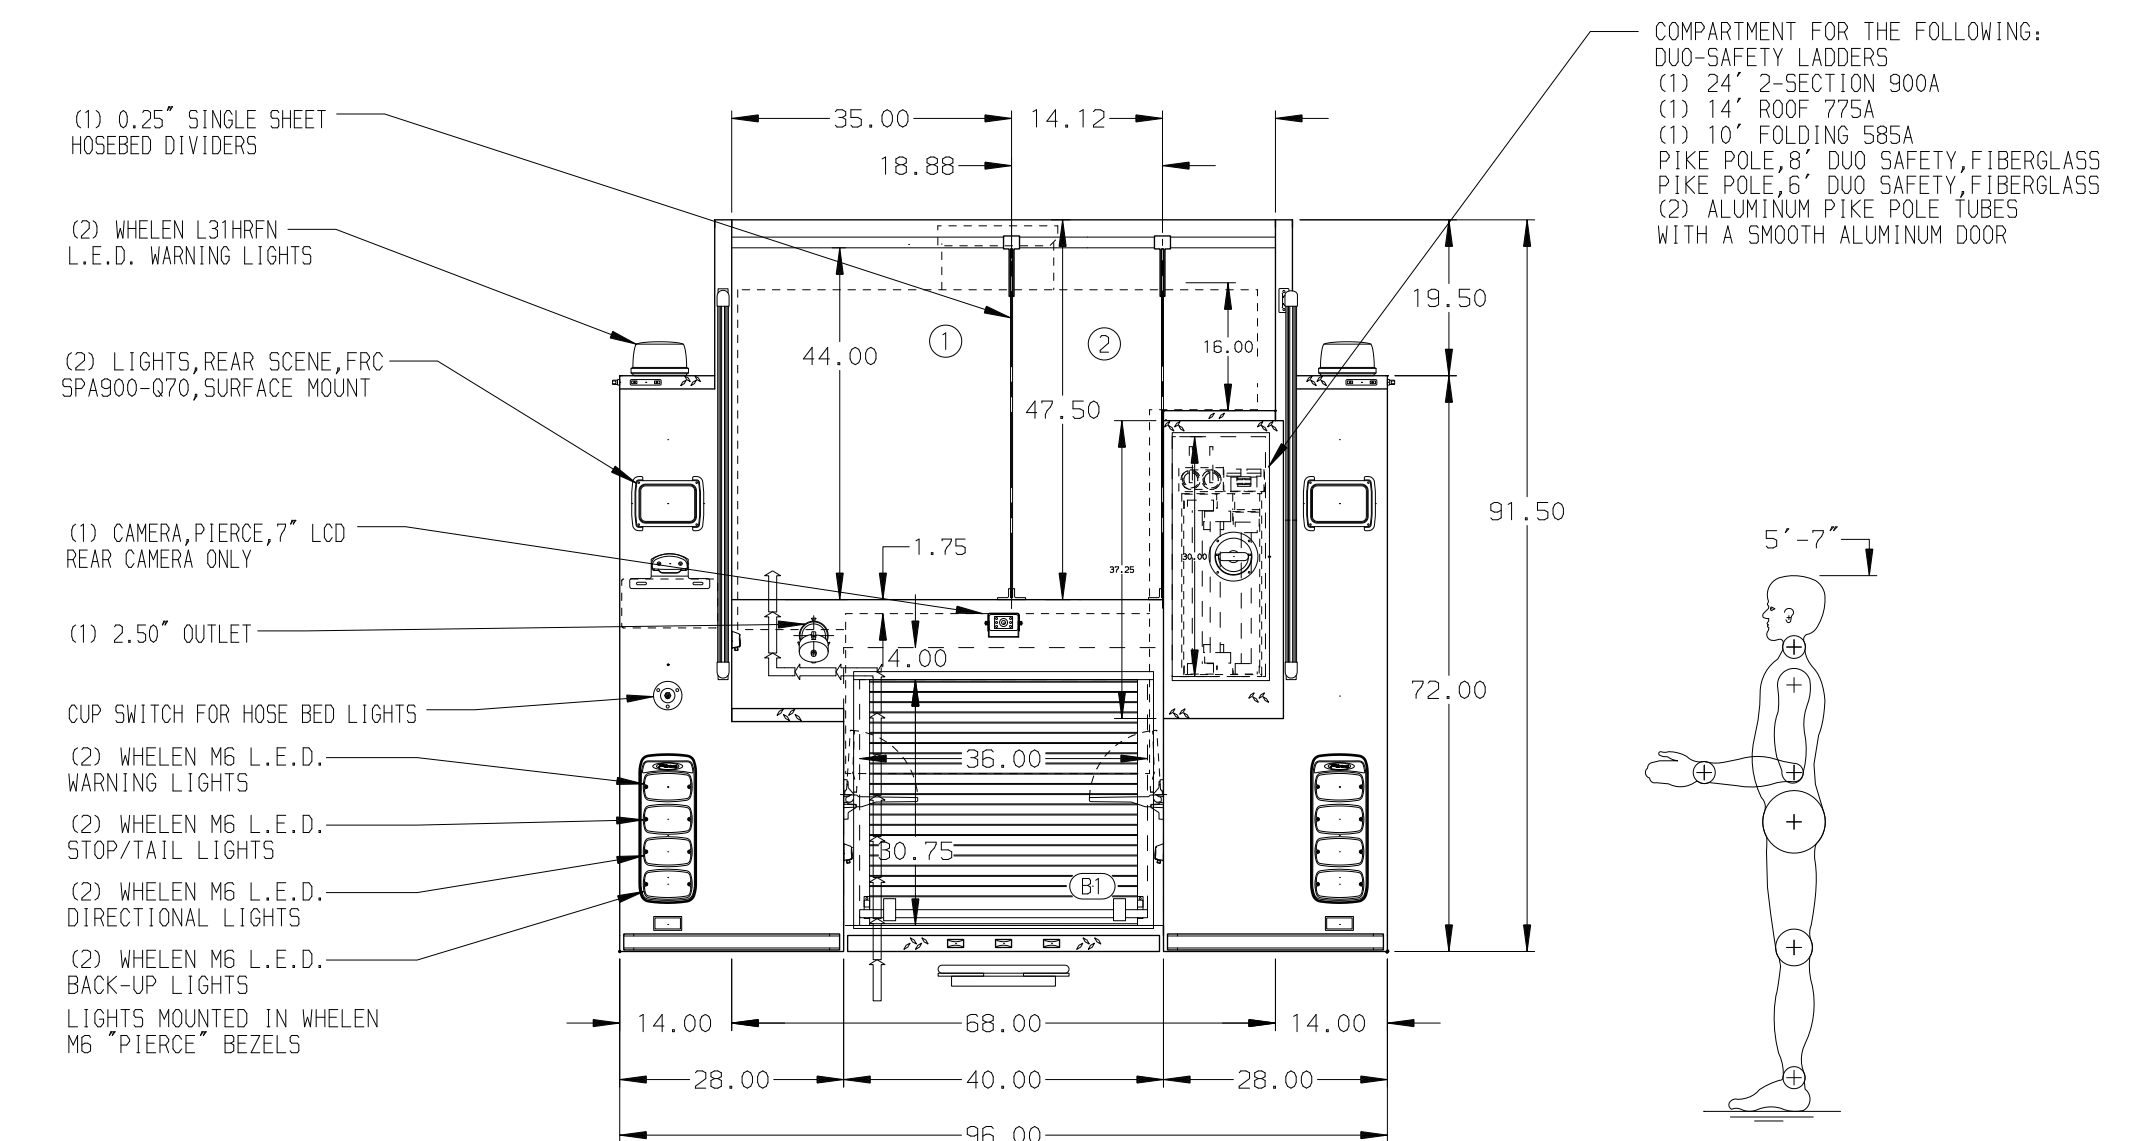 (1) 0.25" SINGLE SHEET
HOSEBED DIVIDERS
(2) WHELEN L31HRFN
L.E.D. WARNING LIGHTS
(2) LIGHTS,REAR SCENE,FRC
SPA900-Q70,SURFACE MOUNT
(1) CAMERA,PIERCE,7" LCD
REAR CAMERA ONLY
(1) 2.50" OUTLET
CUP SWITCH FOR HOSE BED LIGHTS
(2) WHELEN M6 L.E.D.
WARNING LIGHTS
(2) WHELEN M6 L.E.D.
STOP/TAIL LIGHTS
(2) WHELEN M6 L.E.D.
DIRECTIONAL LIGHTS
(2) WHELEN M6 L.E.D.
BACK-UP LIGHTS
LIGHTS MOUNTED IN WHELEN
M6 "PIERCE" BEZELS
35.00
14.12
18.88
44.00
1
2
47.50
16.00
19.50
91.50
37.25
30.00
1.75
4.00
72.00
36.00
30.75
B1
14.00
68.00
14.00
28.00
40.00
28.00
96.00
COMPARTMENT FOR THE FOLLOWING:
DUO-SAFETY LADDERS
(1) 24' 2-SECTION 900A
(1) 14' ROOF 775A
(1) 10' FOLDING 585A
PIKE POLE,8' DUO SAFETY,FIBERGLASS
PIKE POLE,6' DUO SAFETY,FIBERGLASS
(2) ALUMINUM PIKE POLE TUBES
WITH A SMOOTH ALUMINUM DOOR
5'-7"